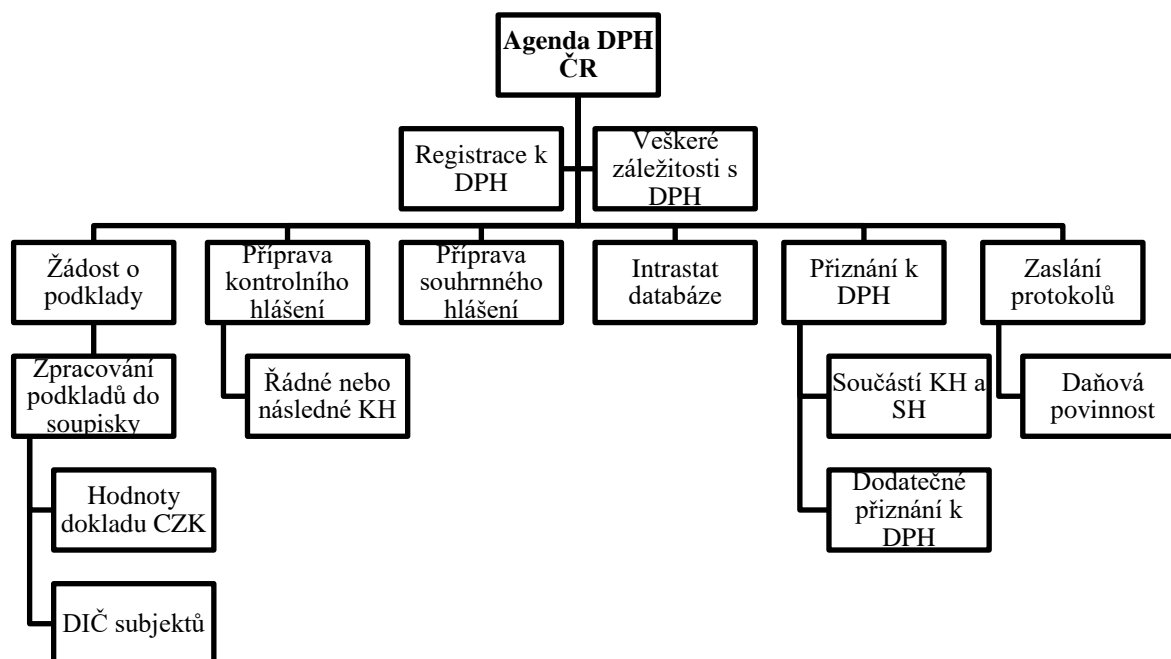 Agenda DPH
ČR
Registrace k
DPH
Veškeré
záležitosti s
DPH
Žádost o
podklady
Příprava
kontrolního
hlášení
Příprava
souhrnného
hlášení
Intrastat
databáze
Přiznání k
DPH
Zaslání
protokolů
Zpracování
podkladů do
soupisky
Řádné nebo
následné KH
Součástí KH a
SH
Daňová
povinnost
Hodnoty
dokladu CZK
Dodatečné
přiznání k
DPH
DIČ subjektů